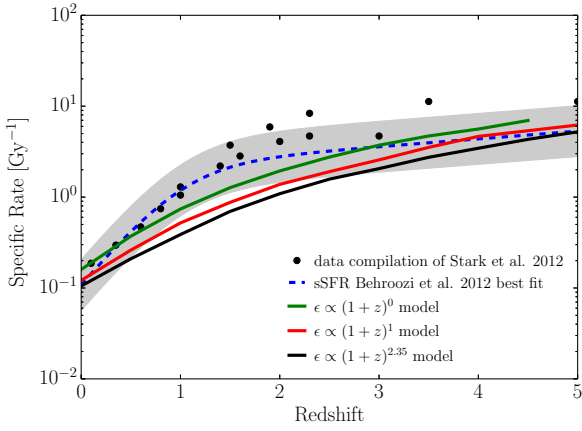 10^2
10^1
10^0
10^{-1}
10^{-2}
Specific Rate [Gy^{-1}]
data compilation of Stark et al. 2012
sSFR Behroozi et al. 2012 best fit
ϵ ∝ (1 + z)^0 model
ϵ ∝ (1 + z)^1 model
ϵ ∝ (1 + z)^{2.35} model
0 1 2 3 4 5
Redshift